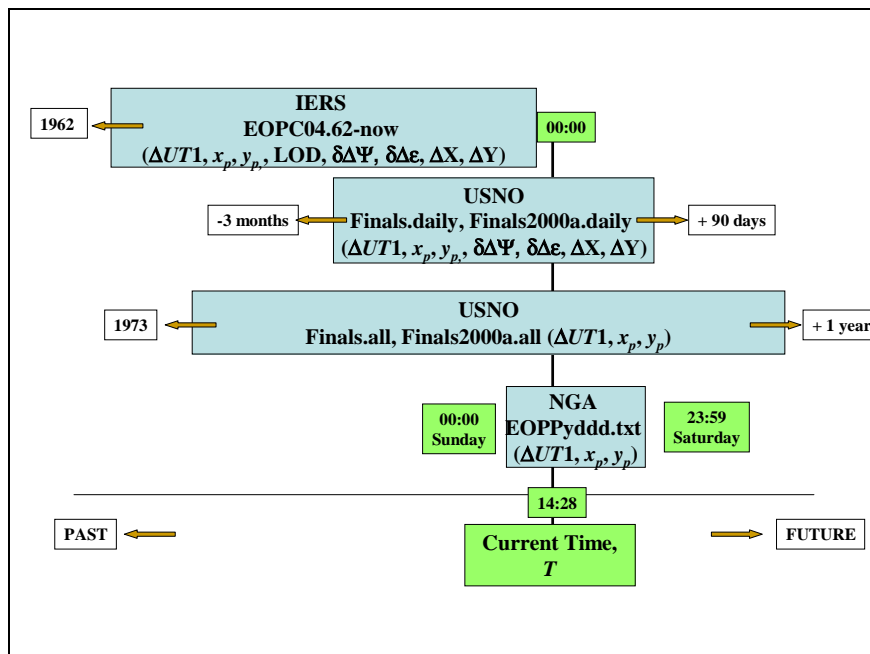 IERS
EOPC04.62-now
(ΔUT1, xp, yp, LOD, δΔΨ, δΔε, ΔX, ΔY)
1962
00:00
USNO
Finals.daily, Finals2000a.daily
(ΔUT1, xp, yp, δΔΨ, δΔε, ΔX, ΔY)
-3 months
+ 90 days
USNO
Finals.all, Finals2000a.all (ΔUT1, xp, yp)
1973
+ 1 year
NGA
EOPPyddd.txt
(ΔUT1, xp, yp)
00:00
Sunday
23:59
Saturday
14:28
PAST
Current Time,
T
FUTURE